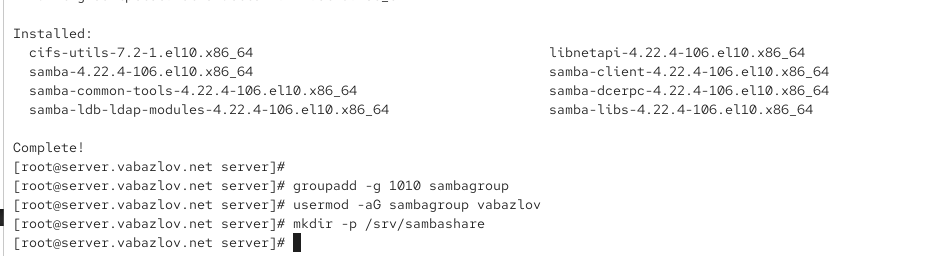 Installed:
cifs-utils-7.2-1.el10.x86_64 libnetapi-4.22.4-106.el10.x86_64
samba-4.22.4-106.el10.x86_64 samba-client-4.22.4-106.el10.x86_64
samba-common-tools-4.22.4-106.el10.x86_64 samba-dcerpc-4.22.4-106.el10.x86_64
samba-ldb-ldap-modules-4.22.4-106.el10.x86_64 samba-libs-4.22.4-106.el10.x86_64
Complete!
[root@server.vabazlov.net server]#
[root@server.vabazlov.net server]# groupadd -g 1010 sambagroup
[root@server.vabazlov.net server]# usermod -aG sambagroup vabazlov
[root@server.vabazlov.net server]# mkdir -p /srv/sambashare
[root@server.vabazlov.net server]#